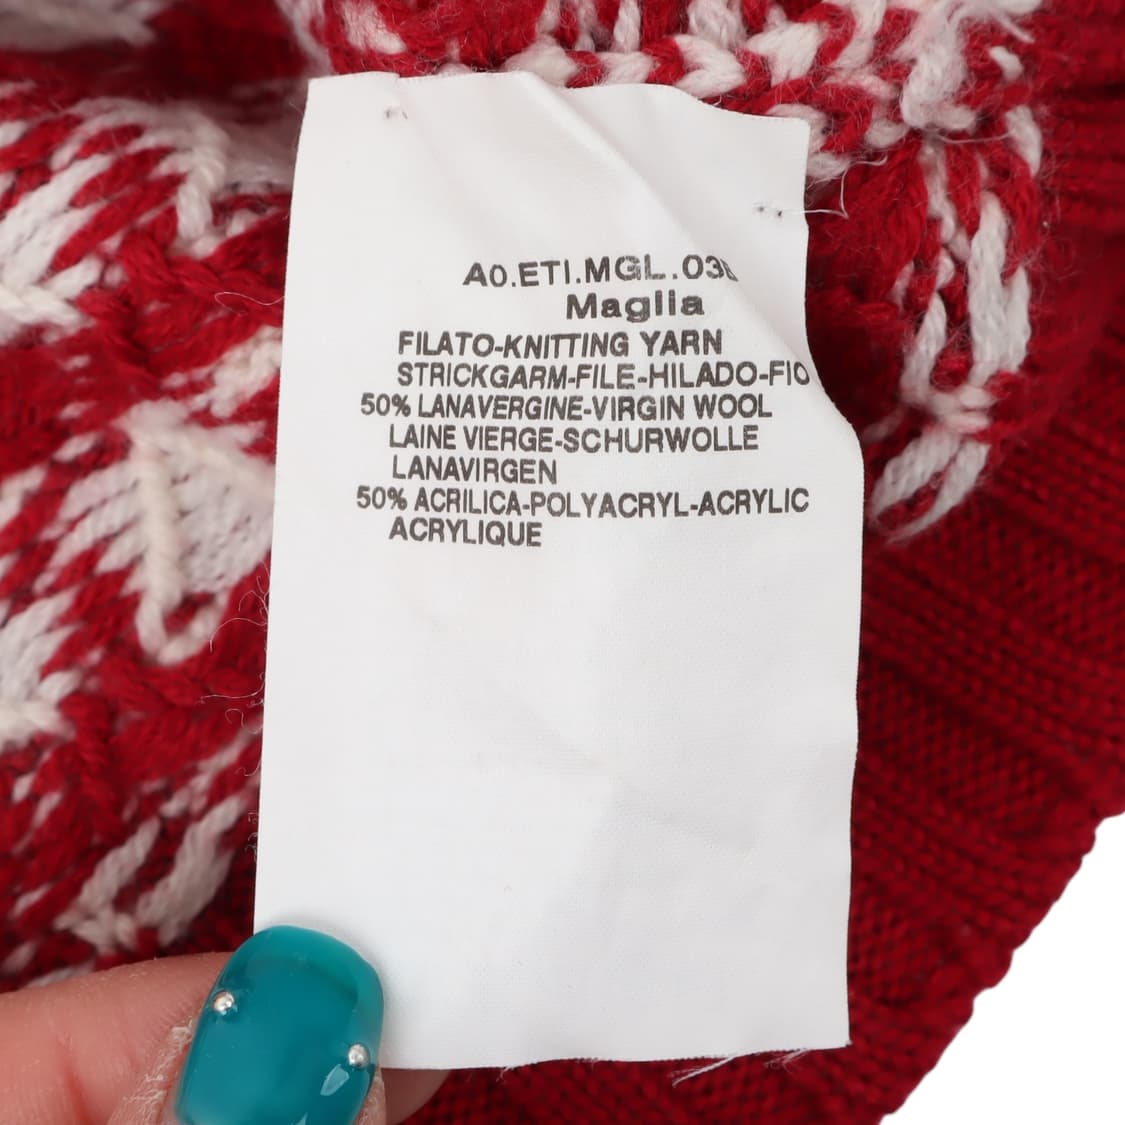 A0.ETI.MGL.03
Maglia
FILATO-KNITTING YARN
STRICKGARM-FILE-HILADO-FIO
50% LANAVERGINE-VIRGIN WOOL
LAINE VIERGE-SCHURWOLLE
LANAVIRGEN
50% ACRILICA-POLYACRYL-ACRYLIC
ACRYLIQUE